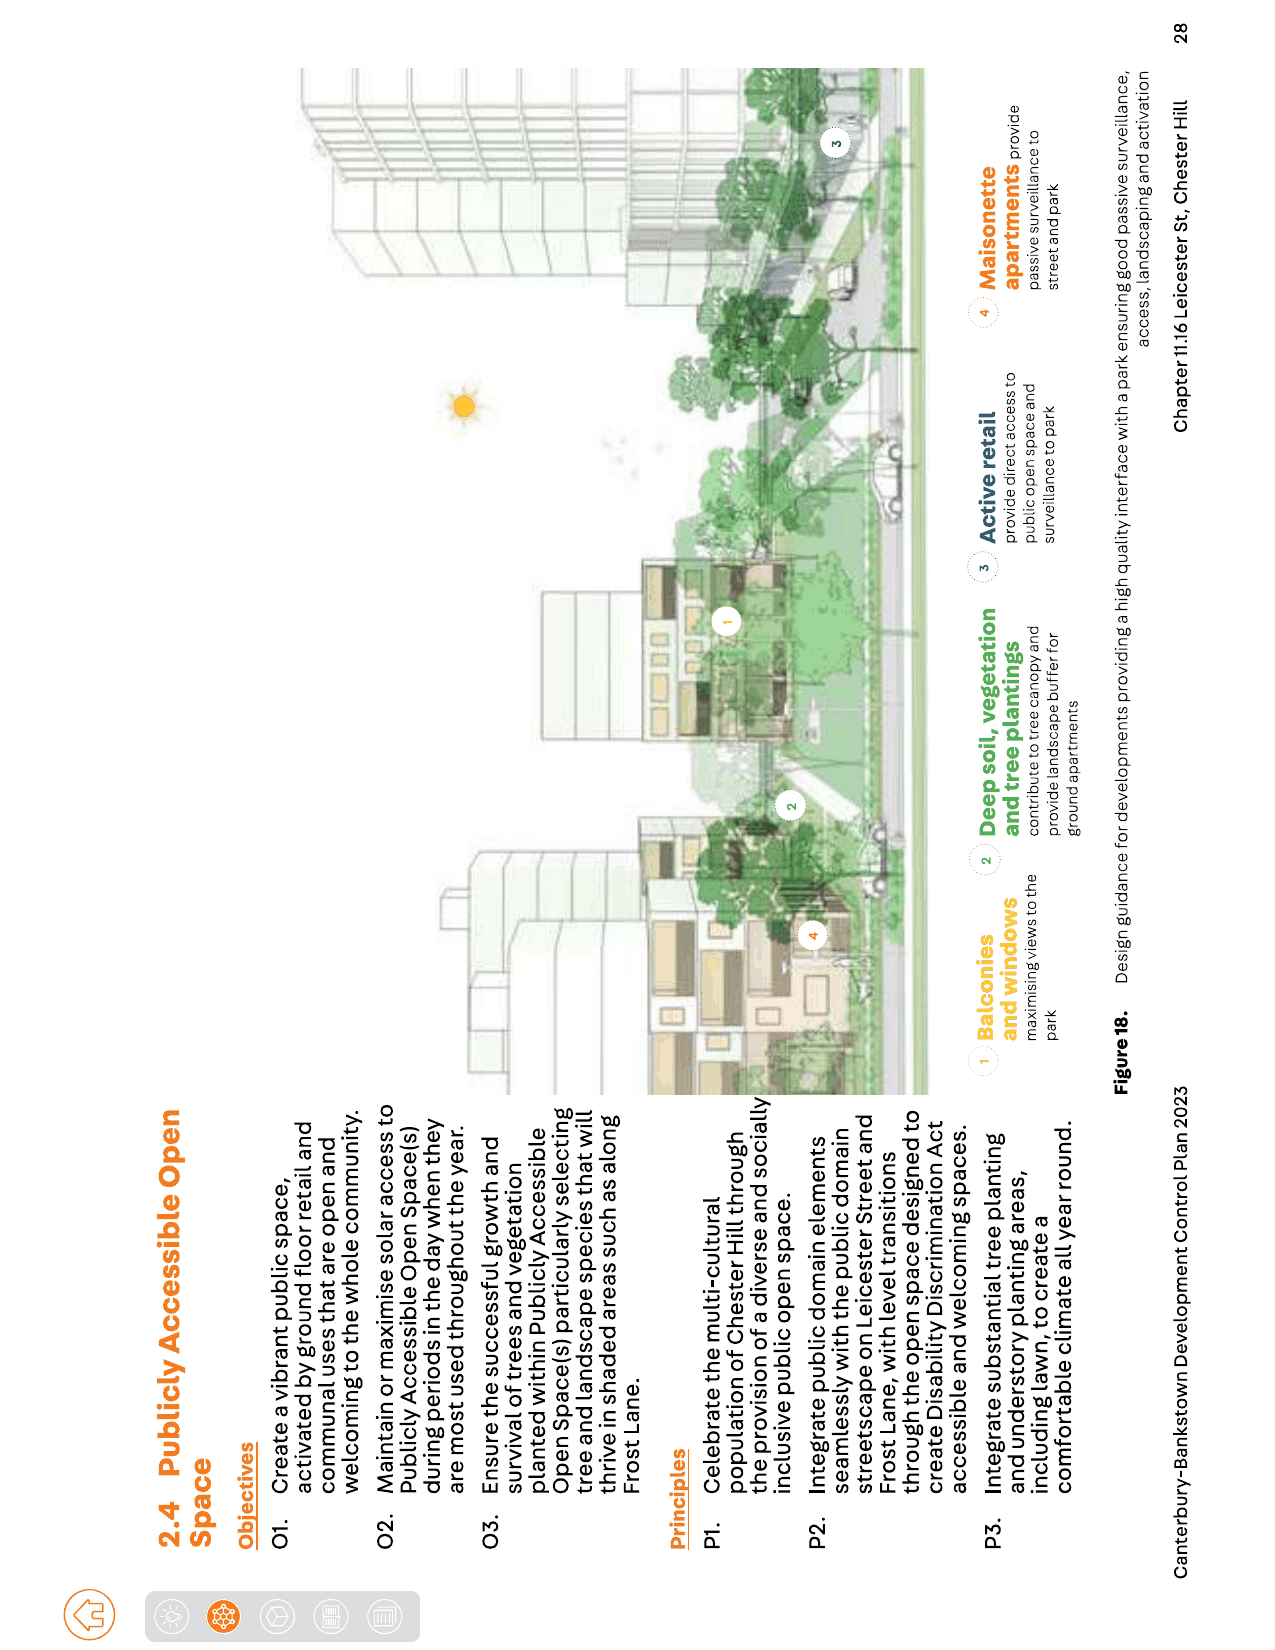 2.4 Publicly Accessible Open
Space
Objectives
O1. Create a vibrant public space,
activated by ground floor retail and
communal uses that are open and
welcoming to the whole community.
O2. Maintain or maximise solar access to
Publicly Accessible Open Space(s)
during periods in the day when they
are most used throughout the year.
O3. Ensure the successful growth and
survival of trees and vegetation
planted within Publicly Accessible
Open Space(s) particularly selecting
tree and landscape species that will
thrive in shaded areas such as along
Frost Lane.
Principles
P1. Celebrate the multi-cultural
population of Chester Hill through
the provision of a diverse and socially
inclusive public open space.
P2. Integrate public domain elements
seamlessly with the public domain
streetscape on Leicester Street and
Frost Lane, with level transitions
through the open space designed to
create Disability Discrimination Act
accessible and welcoming spaces.
P3. Integrate substantial tree planting
and understory planting areas,
including lawn, to create a
comfortable climate all year round.
4
2
1
3
1 Balconies
and windows
maximising views to the
park
2 Deep soil, vegetation
and tree plantings
contribute to tree canopy and
provide landscape buffer for
ground apartments
3 Active retail
provide direct access to
public open space and
surveillance to park
4 Maisonette
apartments provide
passive surveillance to
street and park
Figure 18. Design guidance for developments providing a high quality interface with a park ensuring good passive surveillance,
access, landscaping and activation
Canterbury-Bankstown Development Control Plan 2023
Chapter 11.16 Leicester St, Chester Hill 28